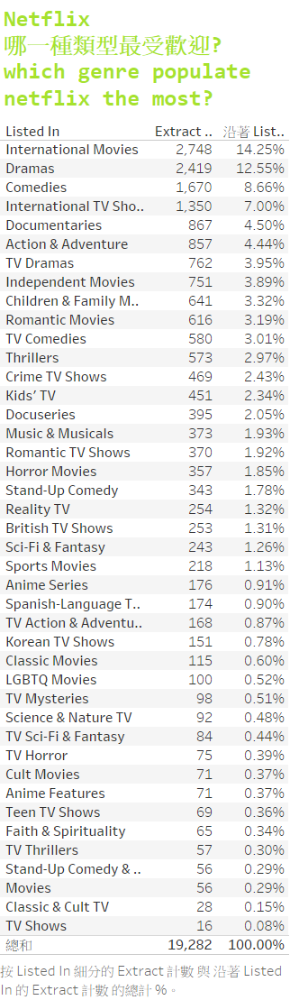 Netflix
哪一種類型最受歡迎?
which genre populate
netflix the most?
Listed In Extract .. 沿著 List..
International Movies 2,748 14.25%
Dramas 2,419 12.55%
Comedies 1,670 8.66%
International TV Sho.. 1,350 7.00%
Documentaries 867 4.50%
Action & Adventure 857 4.44%
TV Dramas 762 3.95%
Independent Movies 751 3.89%
Children & Family M.. 641 3.32%
Romantic Movies 616 3.19%
TV Comedies 580 3.01%
Thrillers 573 2.97%
Crime TV Shows 469 2.43%
Kids’ TV 451 2.34%
Docuseries 395 2.05%
Music & Musicals 373 1.93%
Romantic TV Shows 370 1.92%
Horror Movies 357 1.85%
Stand-Up Comedy 343 1.78%
Reality TV 254 1.32%
British TV Shows 253 1.31%
Sci-Fi & Fantasy 243 1.26%
Sports Movies 218 1.13%
Anime Series 176 0.91%
Spanish-Language T.. 174 0.90%
TV Action & Adventu.. 168 0.87%
Korean TV Shows 151 0.78%
Classic Movies 115 0.60%
LGBTQ Movies 100 0.52%
TV Mysteries 98 0.51%
Science & Nature TV 92 0.48%
TV Sci-Fi & Fantasy 84 0.44%
TV Horror 75 0.39%
Cult Movies 71 0.37%
Anime Features 71 0.37%
Teen TV Shows 69 0.36%
Faith & Spirituality 65 0.34%
TV Thrillers 57 0.30%
Stand-Up Comedy & .. 56 0.29%
Movies 56 0.29%
Classic & Cult TV 28 0.15%
TV Shows 16 0.08%
總和 19,282 100.00%
按 Listed In 細分的 Extract 計數 與 沿著 Listed
In 的 Extract 計數 的總計 %。